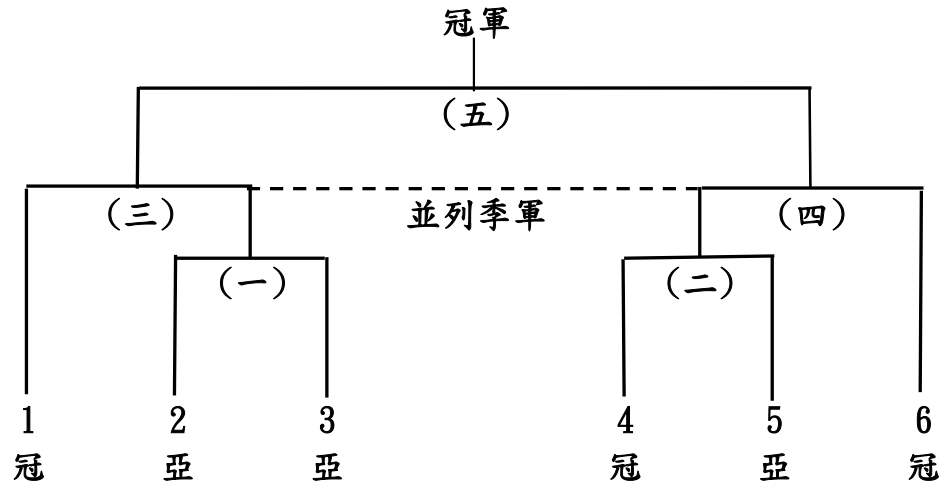 冠軍
(五)
(三)
並列季軍
(四)
(一)
(二)
1 2 3 4 5 6
冠 亞 亞 冠 亞 冠